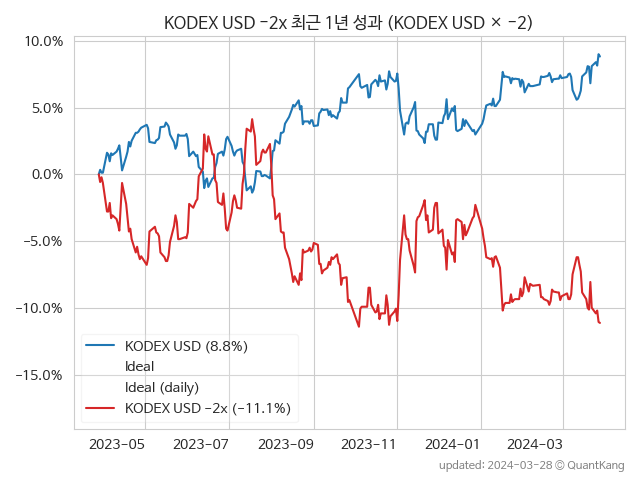 KODEX USD −2x 최근 1년 성과 (KODEX USD × −2)
10.0%
5.0%
0.0%
−5.0%
−10.0%
−15.0%
KODEX USD (8.8%)
Ideal
Ideal (daily)
KODEX USD −2x (−11.1%)
2023−05
2023−07
2023−09
2023−11
2024−01
2024−03
updated: 2024−03−28 © QuantKang